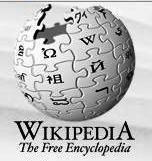 Ω W И
WIKIPEDIA
The Free Encyclopedia